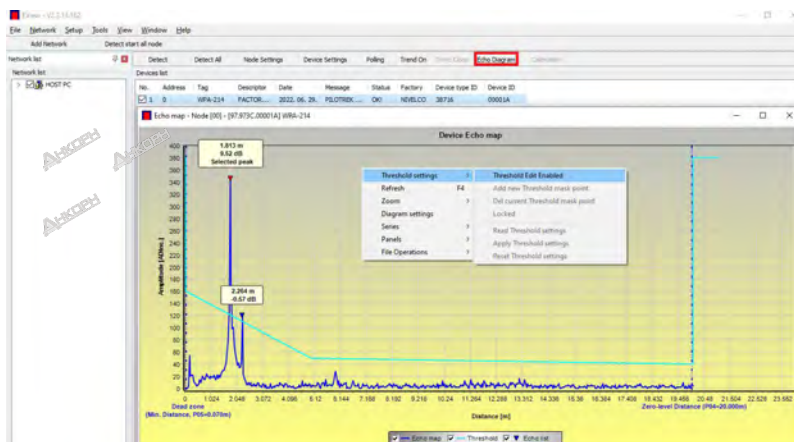 Eview - V2.2.15.552
File Network Setup Tools View Window Help
Add Network Detect start all node
Network list
Detect Detect All Node Settings Device Settings Polling Trend On Echo Diagram
Network list
Devices list
HOST PC
No. Address Tag Descriptor Date Message Status Factory Device type ID Device ID
1 0 WPA-214 FACTOR... 2022. 06. 29. PILOTREK ... OK! NIVELCO 38716 00001A
Echo map - Node [00] - [97.973C.00001A] WPA-214
Device Echo map
АНКОРН
АНКОРН
АНКОРН
1.813 m
9.52 dB
Selected peak
2.264 m
-0.57 dB
Threshold settings
Refresh F4
Zoom
Diagram settings
Series
Panels
File Operations
Threshold Edit Enabled
Add new Threshold mask point
Del current Threshold mask point
Locked
Read Threshold settings
Apply Threshold settings
Reset Threshold settings
400
380
360
340
320
300
280
260
240
220
200
180
160
140
120
100
80
60
40
20
0
0 1.024 2.048 3.072 4.096 5.12 6.144 7.168 8.192 9.216 10.24 11.264 12.288 13.312 14.336 15.36 16.384 17.408 18.432 19.456 20.48 21.504 22.528 23.552
Dead zone
(Min. Distance, P05=0.070m)
Zero-level Distance (P04=20.000m)
Distance [m]
Echo map Threshold Echo list